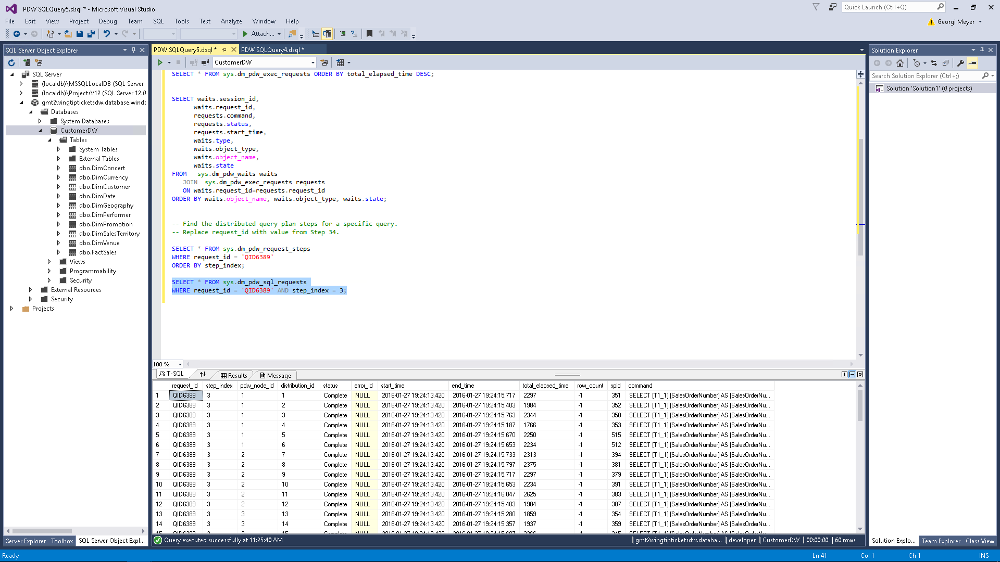 PDW SQLQuery5.dsql * - Microsoft Visual Studio
Quick Launch (Ctrl+Q)
File Edit View Project Debug Team SQL Tools Test Analyze Window Help
Georgi Meyer
Attach...
SQL Server Object Explorer
SQL Server
(localdb)\MSSQLLocalDB (SQL Server
(localdb)\ProjectsV12 (SQL Server 12.0
gmt2wingtipticketsdw.database.windo
Databases
System Databases
CustomerDW
Tables
System Tables
External Tables
dbo.DimConcert
dbo.DimCurrency
dbo.DimCustomer
dbo.DimDate
dbo.DimGeography
dbo.DimPerformer
dbo.DimPromotion
dbo.DimSalesTerritory
dbo.DimVenue
dbo.FactSales
Views
Programmability
Security
External Resources
Security
Projects
Server Explorer Toolbox SQL Server Object Expl...
PDW SQLQuery5.dsql * PDW SQLQuery4.dsql *
CustomerDW
SELECT * FROM sys.dm_pdw_exec_requests ORDER BY total_elapsed_time DESC;
SELECT waits.session_id,
waits.request_id,
requests.command,
requests.status,
requests.start_time,
waits.type,
waits.object_type,
waits.object_name,
waits.state
FROM sys.dm_pdw_waits waits
JOIN sys.dm_pdw_exec_requests requests
ON waits.request_id=requests.request_id
ORDER BY waits.object_name, waits.object_type, waits.state;
-- Find the distributed query plan steps for a specific query.
-- Replace request_id with value from Step 34.
SELECT * FROM sys.dm_pdw_request_steps
WHERE request_id = 'QID6389'
ORDER BY step_index;
SELECT * FROM sys.dm_pdw_sql_requests
WHERE request_id = 'QID6389' AND step_index = 3;
100 %
T-SQL Results Message
request_id step_index pdw_node_id distribution_id status error_id start_time end_time total_elapsed_time row_count spid command
1 QID6389 3 1 1 Complete NULL 2016-01-27 19:24:13.420 2016-01-27 19:24:15.717 2297 -1 351 SELECT [T1_1].[SalesOrderNumber] AS [SalesOrderNu...
2 QID6389 3 1 2 Complete NULL 2016-01-27 19:24:13.420 2016-01-27 19:24:15.403 1984 -1 352 SELECT [T1_1].[SalesOrderNumber] AS [SalesOrderNu...
3 QID6389 3 1 3 Complete NULL 2016-01-27 19:24:13.420 2016-01-27 19:24:15.763 2344 -1 350 SELECT [T1_1].[SalesOrderNumber] AS [SalesOrderNu...
4 QID6389 3 1 4 Complete NULL 2016-01-27 19:24:13.420 2016-01-27 19:24:15.187 1766 -1 353 SELECT [T1_1].[SalesOrderNumber] AS [SalesOrderNu...
5 QID6389 3 1 5 Complete NULL 2016-01-27 19:24:13.420 2016-01-27 19:24:15.670 2250 -1 515 SELECT [T1_1].[SalesOrderNumber] AS [SalesOrderNu...
6 QID6389 3 1 6 Complete NULL 2016-01-27 19:24:13.420 2016-01-27 19:24:15.653 2234 -1 512 SELECT [T1_1].[SalesOrderNumber] AS [SalesOrderNu...
7 QID6389 3 2 7 Complete NULL 2016-01-27 19:24:13.420 2016-01-27 19:24:15.733 2313 -1 394 SELECT [T1_1].[SalesOrderNumber] AS [SalesOrderNu...
8 QID6389 3 2 8 Complete NULL 2016-01-27 19:24:13.420 2016-01-27 19:24:15.797 2375 -1 381 SELECT [T1_1].[SalesOrderNumber] AS [SalesOrderNu...
9 QID6389 3 2 9 Complete NULL 2016-01-27 19:24:13.420 2016-01-27 19:24:15.717 2297 -1 379 SELECT [T1_1].[SalesOrderNumber] AS [SalesOrderNu...
10 QID6389 3 2 10 Complete NULL 2016-01-27 19:24:13.420 2016-01-27 19:24:15.653 2234 -1 391 SELECT [T1_1].[SalesOrderNumber] AS [SalesOrderNu...
11 QID6389 3 2 11 Complete NULL 2016-01-27 19:24:13.420 2016-01-27 19:24:16.047 2625 -1 383 SELECT [T1_1].[SalesOrderNumber] AS [SalesOrderNu...
12 QID6389 3 2 12 Complete NULL 2016-01-27 19:24:13.420 2016-01-27 19:24:15.403 1984 -1 387 SELECT [T1_1].[SalesOrderNumber] AS [SalesOrderNu...
13 QID6389 3 3 13 Complete NULL 2016-01-27 19:24:13.420 2016-01-27 19:24:15.280 1859 -1 354 SELECT [T1_1].[SalesOrderNumber] AS [SalesOrderNu...
14 QID6389 3 3 14 Complete NULL 2016-01-27 19:24:13.420 2016-01-27 19:24:15.357 1937 -1 359 SELECT [T1_1].[SalesOrderNumber] AS [SalesOrderNu...
Query executed successfully at 11:25:40 AM
gmt2wingtipticketsdw.databa... developer CustomerDW 00:00:00 60 rows
Solution Explorer
Search Solution Explorer (Ctrl+;)
Solution 'Solution1' (0 projects)
Solution Explo... Team Explorer Class View
Ready Ln 41 Col 1 Ch 1 INS